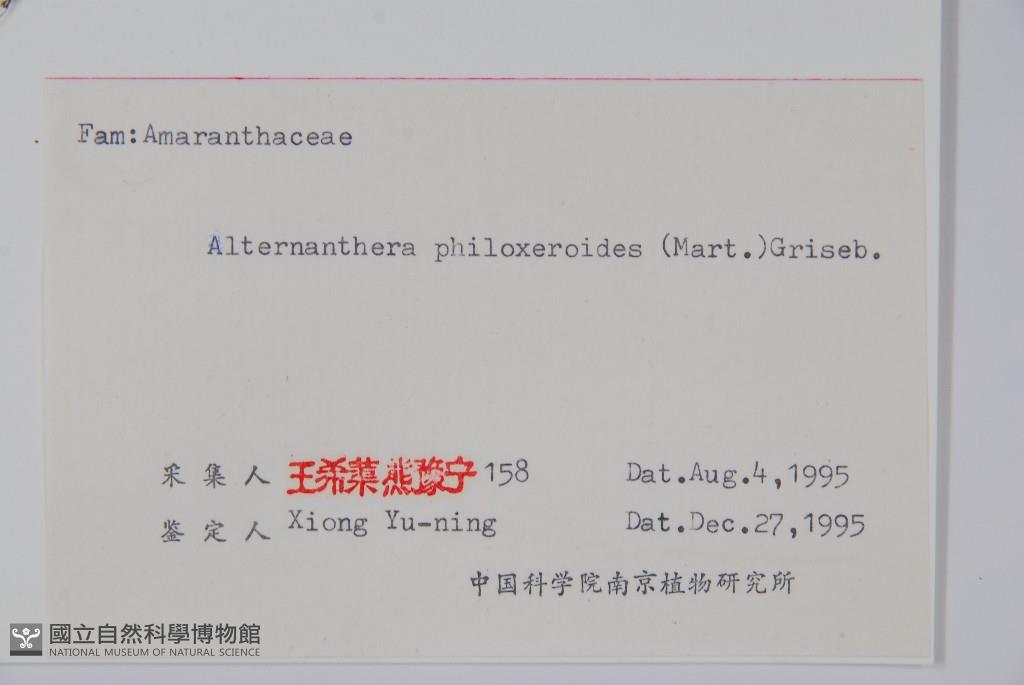 Fam:Amaranthaceae
Alternanthera philoxeroides (Mart.)Griseb.
采集人 王希蕖 熊豫宁 158 Dat.Aug.4,1995
鉴定人 Xiong Yu-ning Dat.Dec.27,1995
中国科学院南京植物研究所
國立自然科學博物館
NATIONAL MUSEUM OF NATURAL SCIENCE